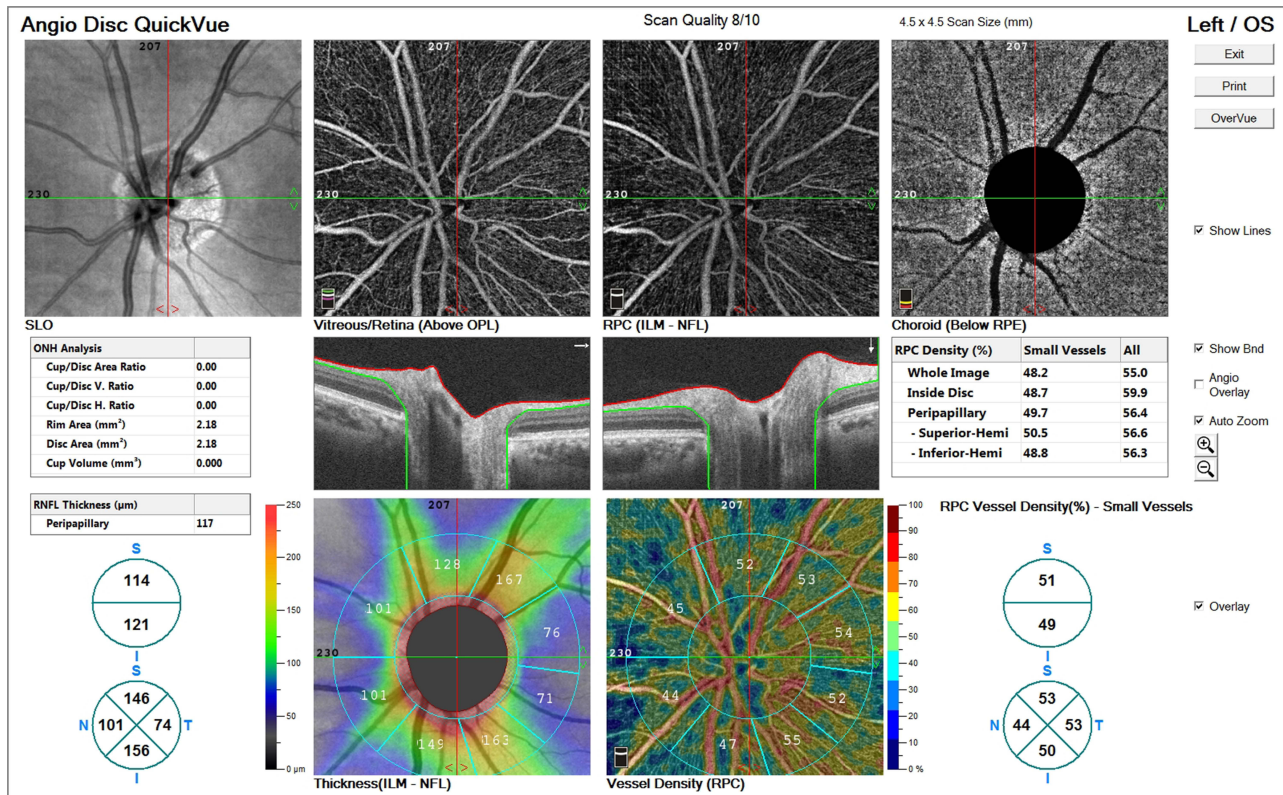 Angio Disc QuickVue
Scan Quality 8/10
4.5 x 4.5 Scan Size (mm)
Left / OS
207
230
207
230
207
230
207
230
Exit
Print
OverVue
Show Lines
SLO
Vitreous/Retina (Above OPL)
RPC (ILM - NFL)
Choroid (Below RPE)
ONH Analysis
Cup/Disc Area Ratio 0.00
Cup/Disc V. Ratio 0.00
Cup/Disc H. Ratio 0.00
Rim Area (mm²) 2.18
Disc Area (mm²) 2.18
Cup Volume (mm³) 0.000
RPC Density (%) Small Vessels All
Whole Image 48.2 55.0
Inside Disc 48.7 59.9
Peripapillary 49.7 56.4
- Superior-Hemi 50.5 56.6
- Inferior-Hemi 48.8 56.3
Show Bnd
Angio
Overlay
Auto Zoom
RNFL Thickness (µm)
Peripapillary 117
S
114
121
I
S
146
N 101 74 T
156
I
250
200
150
100
50
0 µm
207
230
128
167
101
76
101
71
149
163
Thickness(ILM - NFL)
207
230
52
53
45
54
44
52
47
55
Vessel Density (RPC)
100
90
80
70
60
50
40
30
20
10
0 %
RPC Vessel Density(%) - Small Vessels
S
51
49
I
S
53
N 44 53 T
50
I
Overlay